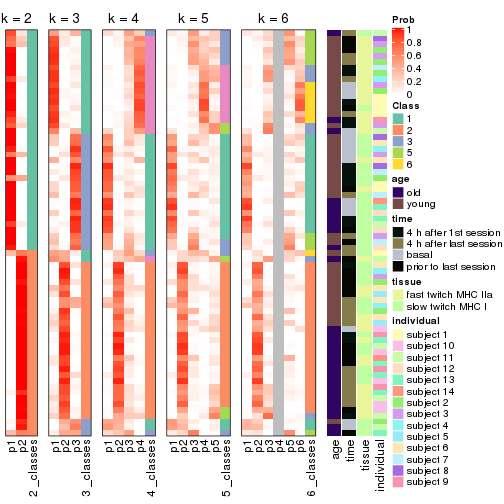 k = 2 k = 3 k = 4 k = 5 k = 6
p1 p2 2_classes
p1 p2 p3 3_classes
p1 p2 p3 p4 4_classes
p1 p2 p3 p4 p5 5_classes
p1 p2 p3 p4 p5 p6 6_classes
age time tissue individual
Prob
1
0.8
0.6
0.4
0.2
0
Class
1
2
3
4
5
6
age
old
young
time
4 h after 1st session
4 h after last session
basal
prior to last session
tissue
fast twitch MHC IIa
slow twitch MHC I
individual
subject 1
subject 10
subject 11
subject 12
subject 13
subject 14
subject 2
subject 3
subject 4
subject 5
subject 6
subject 7
subject 8
subject 9